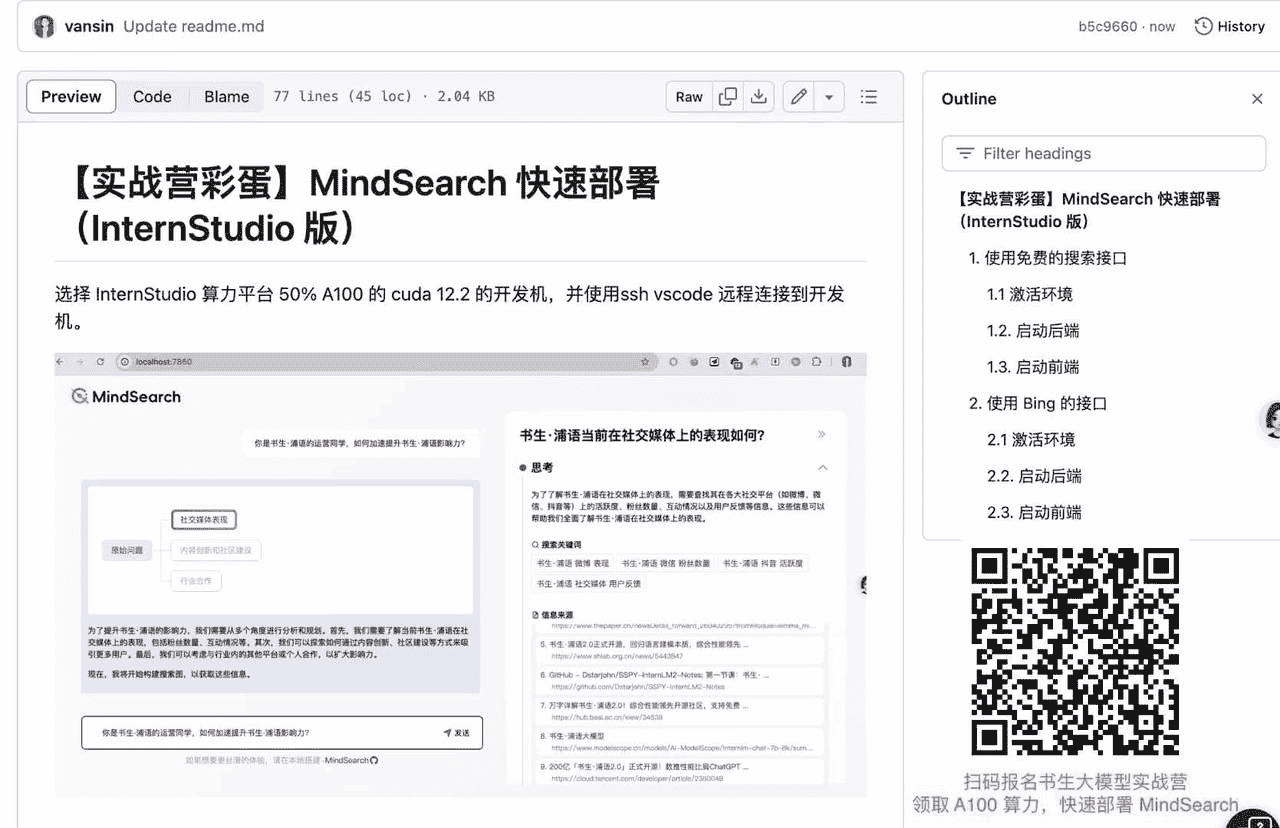 vansin Update readme.md
b5c9660 · now History
Preview Code Blame 77 lines (45 loc) · 2.04 KB
Raw
【实战营彩蛋】MindSearch 快速部署
（InternStudio 版）
选择 InternStudio 算力平台 50% A100 的 cuda 12.2 的开发机，并使用ssh vscode 远程连接到开发
机。
localhost:7860
MindSearch
你是书生·浦语的运营同学，如何加速提升书生·浦语影响力？
社交媒体表现
原始问题
内容创新和社区建设
行业合作
为了提升书生·浦语的影响力，我们需要从多个角度进行分析和规划。首先，我们需要了解当前书生·浦语在社
交媒体上的表现，包括粉丝数量、互动情况等。其次，我们可以探索如何通过内容创新、社区建设等方式来吸
引更多用户。最后，我们可以考虑与行业内的其他平台或个人合作，以扩大影响力。
现在，我将开始构建搜索图，以获取这些信息。
你是书生·浦语的运营同学，如何加速提升书生·浦语影响力？
发送
如果想要更丝滑的体验，请在本地搭建-MindSearch
书生·浦语当前在社交媒体上的表现如何?
思考
为了了解书生·浦语在社交媒体上的表现，需要查找其在各大社交平台（如微博、微
信、抖音等）上的活跃度、粉丝数量、互动情况以及用户反馈等信息。这些信息可以
帮助我们全面了解书生·浦语在社交媒体上的表现。
搜索关键词
书生·浦语 微博 表现 书生·浦语 微信 粉丝数量 书生·浦语 抖音 活跃度
书生·浦语 社交媒体 用户反馈
信息来源
5. 书生·浦语2.0正式开源，回归语言建模本质，综合性能领先 ...
https://www.shlab.org.cn/news/5443847
6. GitHub - Dstarjohn/SSPY-InternLM2-Notes: 第一节课：书生· ...
https://github.com/Dstarjohn/SSPY-InternLM2-Notes
7. 万字详解书生·浦语2.0！综合性能领先开源社区，支持免费 ...
https://hub.baai.ac.cn/view/34639
8. 书生·浦语大模型
https://www.modelscope.cn/models/AI-ModelScope/internlm-chat-7b-8k/sum...
9. 200亿「书生·浦语2.0」正式开源！数推性能比肩ChatGPT ...
https://cloud.tencent.com/developer/article/2380049
Outline
Filter headings
【实战营彩蛋】MindSearch 快速部署
（InternStudio 版）
1. 使用免费的搜索接口
1.1 激活环境
1.2. 启动后端
1.3. 启动前端
2. 使用 Bing 的接口
2.1 激活环境
2.2. 启动后端
2.3. 启动前端
扫码报名书生大模型实战营
领取 A100 算力，快速部署 MindSearch